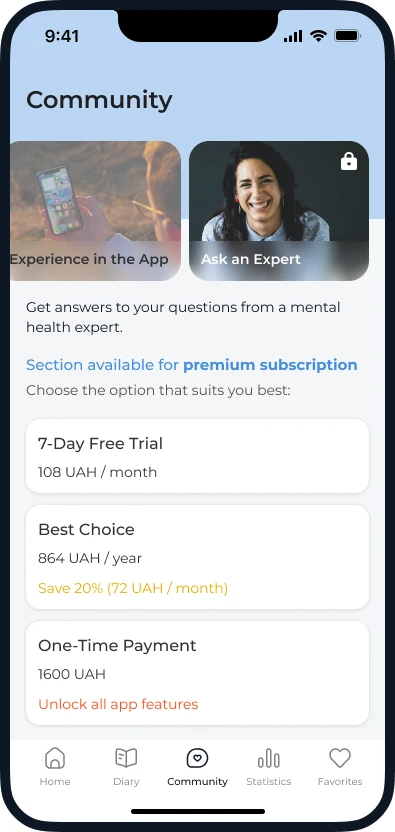 9:41
Community
Experience in the App
Ask an Expert
Get answers to your questions from a mental
health expert.
Section available for premium subscription
Choose the option that suits you best:
7-Day Free Trial
108 UAH / month
Best Choice
864 UAH / year
Save 20% (72 UAH / month)
One-Time Payment
1600 UAH
Unlock all app features
Home
Diary
Community
Statistics
Favorites